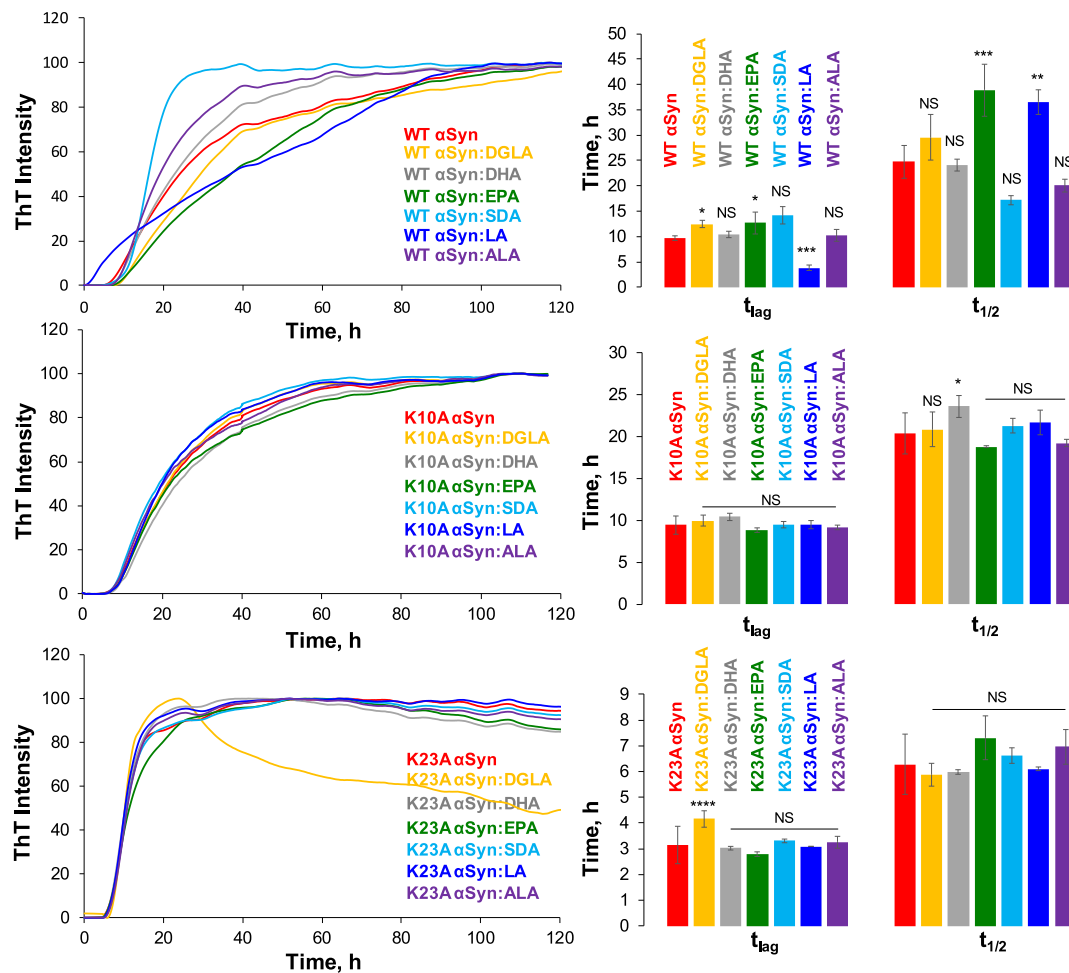 120
100
80
60
40
20
0
ThT Intensity
0 20 40 60 80 100 120
Time, h
WT αSyn
WT αSyn:DGLA
WT αSyn:DHA
WT αSyn:EPA
WT αSyn:SDA
WT αSyn:LA
WT αSyn:ALA
50
45
40
35
30
25
20
15
10
5
0
Time, h
WT αSyn
WT αSyn:DGLA
WT αSyn:DHA
WT αSyn:EPA
WT αSyn:SDA
WT αSyn:LA
WT αSyn:ALA
* NS * NS *** 
tlag
NS NS *** NS ** NS
t1/2
120
100
80
60
40
20
0
ThT Intensity
0 20 40 60 80 100 120
Time, h
K10A αSyn
K10A αSyn:DGLA
K10A αSyn:DHA
K10A αSyn:EPA
K10A αSyn:SDA
K10A αSyn:LA
K10A αSyn:ALA
30
25
20
15
10
5
0
Time, h
K10A αSyn
K10A αSyn:DGLA
K10A αSyn:DHA
K10A αSyn:EPA
K10A αSyn:SDA
K10A αSyn:LA
K10A αSyn:ALA
NS
tlag
NS * NS
t1/2
120
100
80
60
40
20
0
ThT Intensity
0 20 40 60 80 100 120
Time, h
K23A αSyn
K23A αSyn:DGLA
K23A αSyn:DHA
K23A αSyn:EPA
K23A αSyn:SDA
K23A αSyn:LA
K23A αSyn:ALA
9
8
7
6
5
4
3
2
1
0
Time, h
K23A αSyn
K23A αSyn:DGLA
K23A αSyn:DHA
K23A αSyn:EPA
K23A αSyn:SDA
K23A αSyn:LA
K23A αSyn:ALA
**** NS
tlag
NS
t1/2